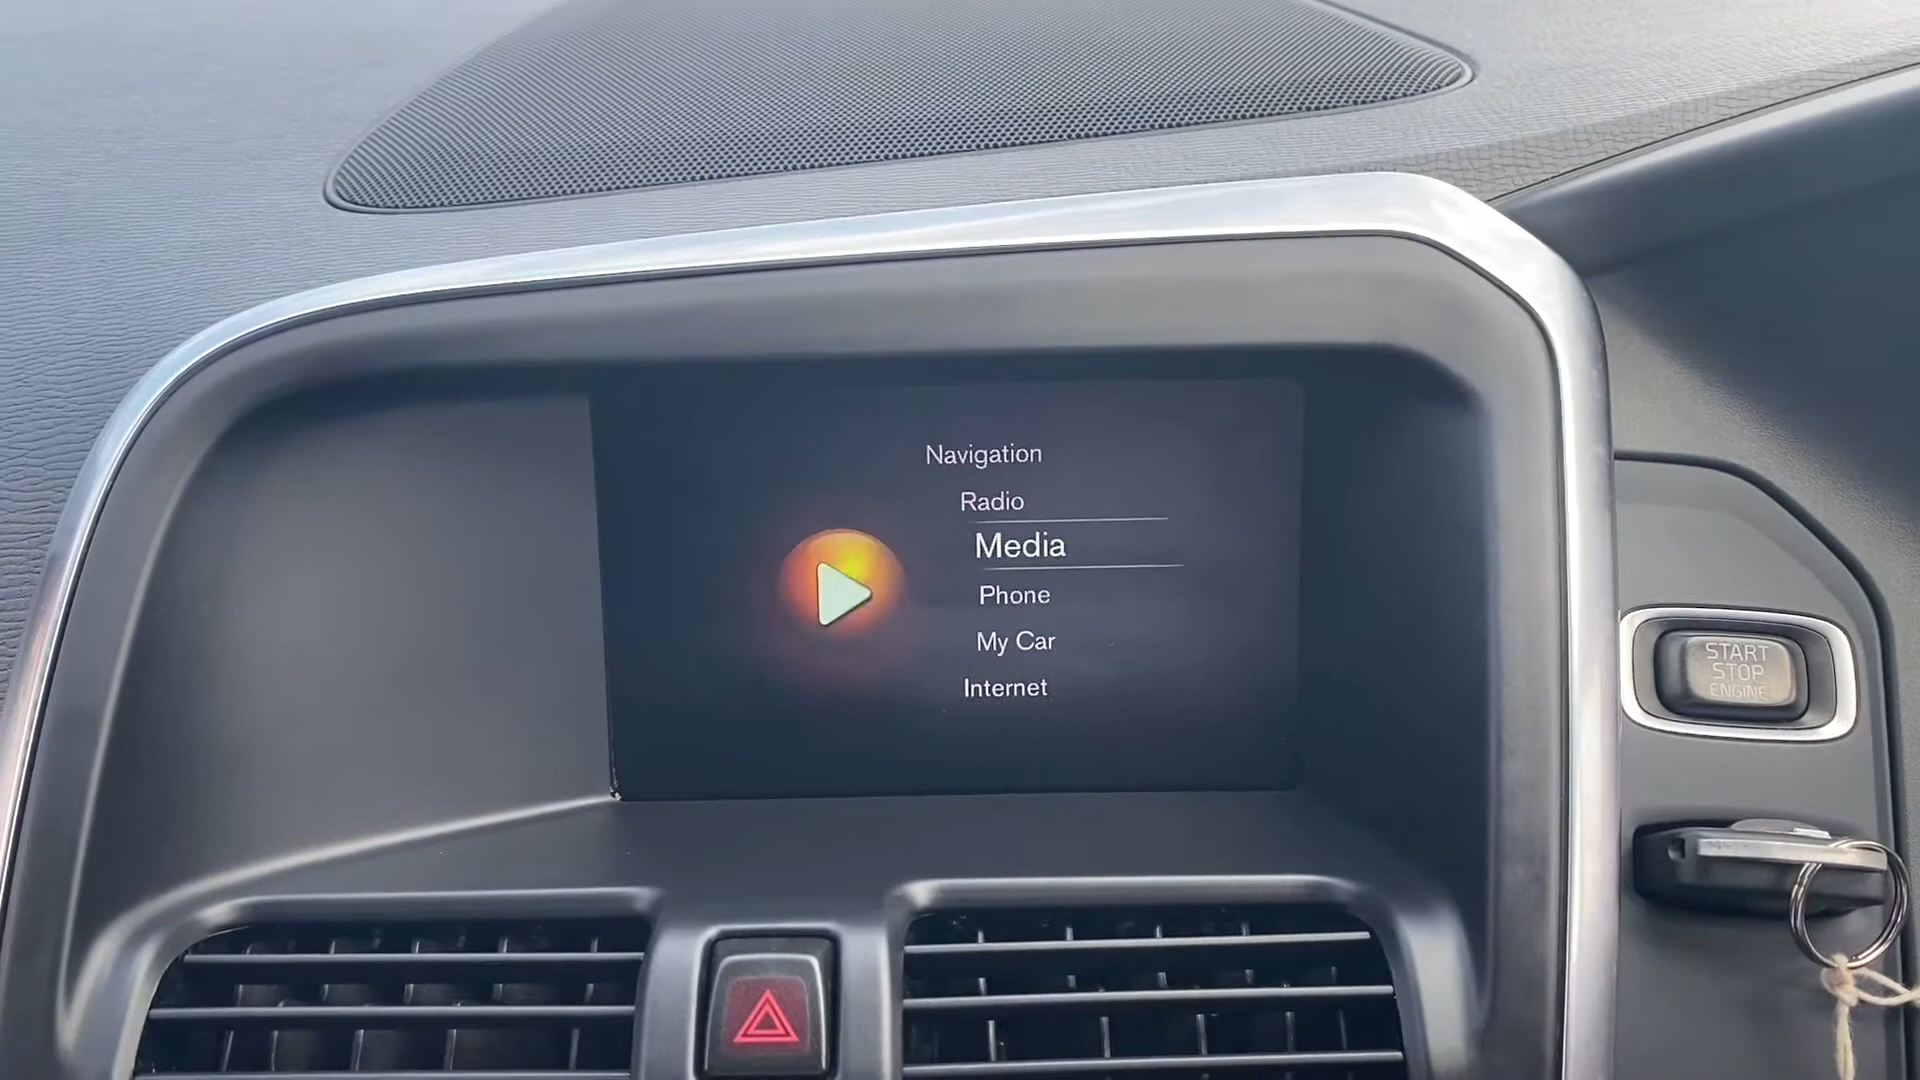 Navigation
Radio
Media
Phone
My Car
Internet
START
STOP
ENGINE